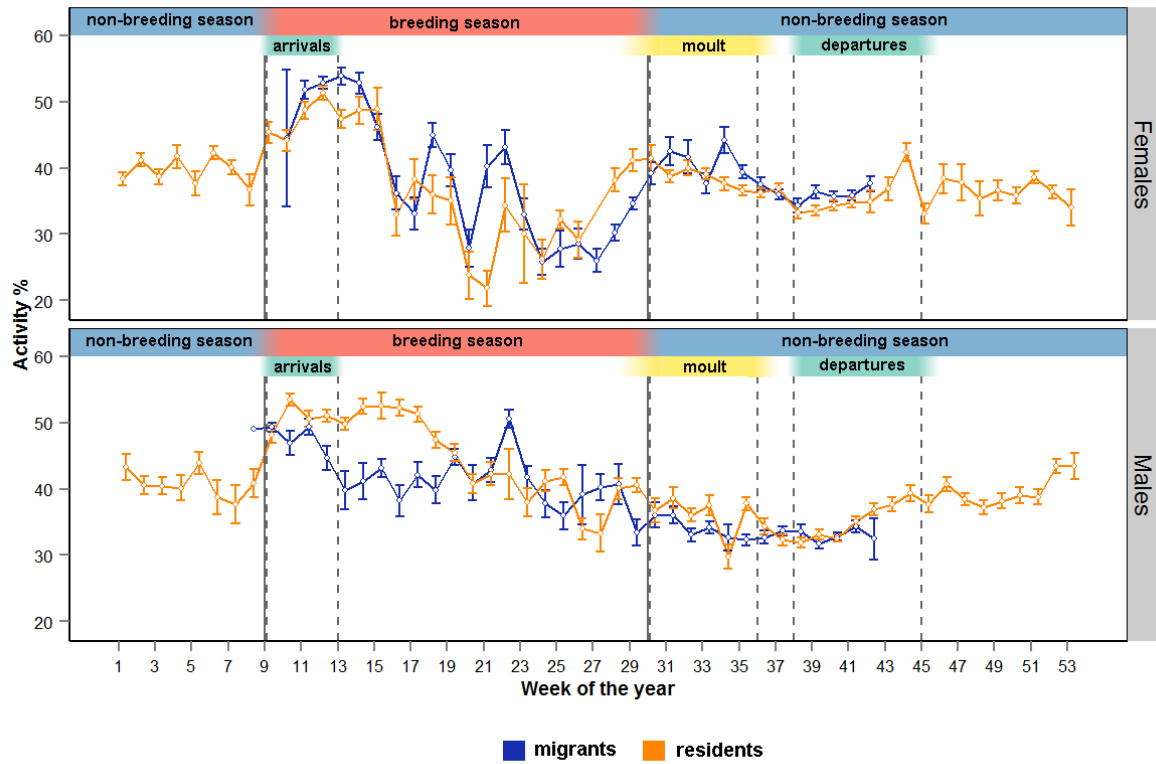 non-breeding season breeding season non-breeding season
arrivals moult departures
60
50
40
30
20
Females
non-breeding season breeding season non-breeding season
arrivals moult departures
60
50
40
30
20
Males
Activity %
1 3 5 7 9 11 13 15 17 19 21 23 25 27 29 31 33 35 37 39 41 43 45 47 49 51 53
Week of the year
migrants residents